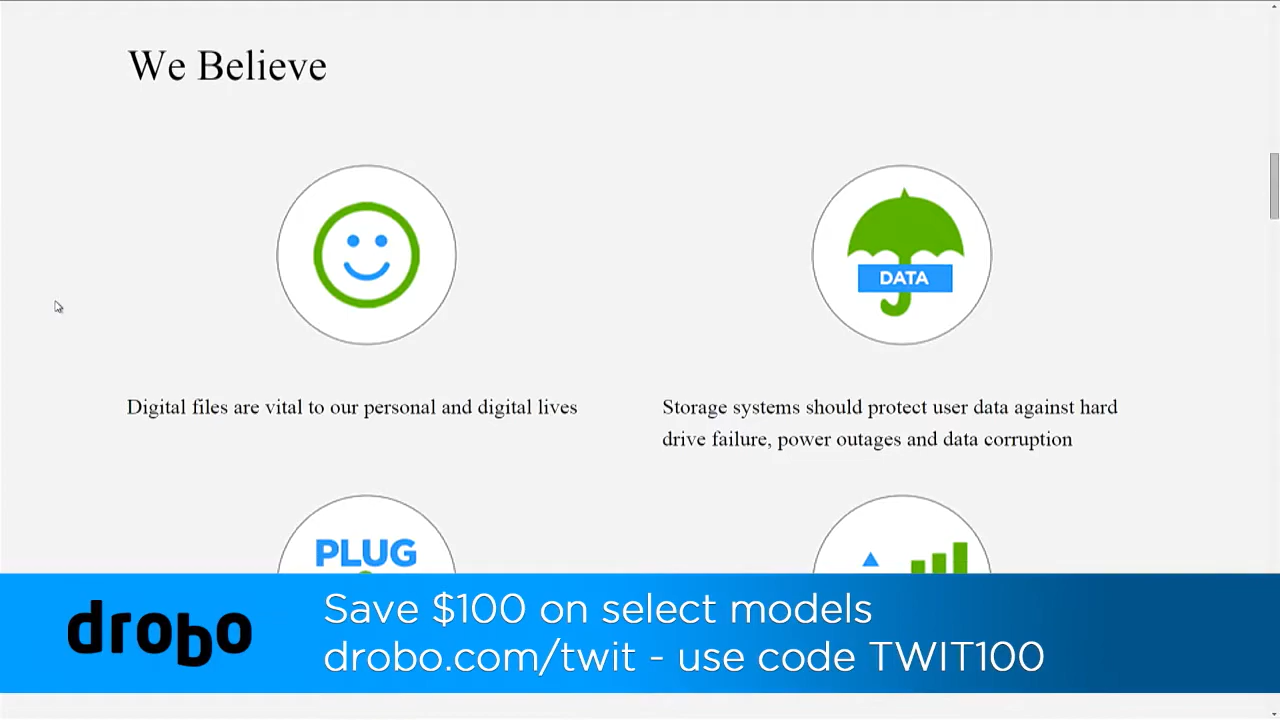 We Believe
DATA
Digital files are vital to our personal and digital lives
Storage systems should protect user data against hard
drive failure, power outages and data corruption
PLUG
drobo
Save $100 on select models
drobo.com/twit - use code TWIT100